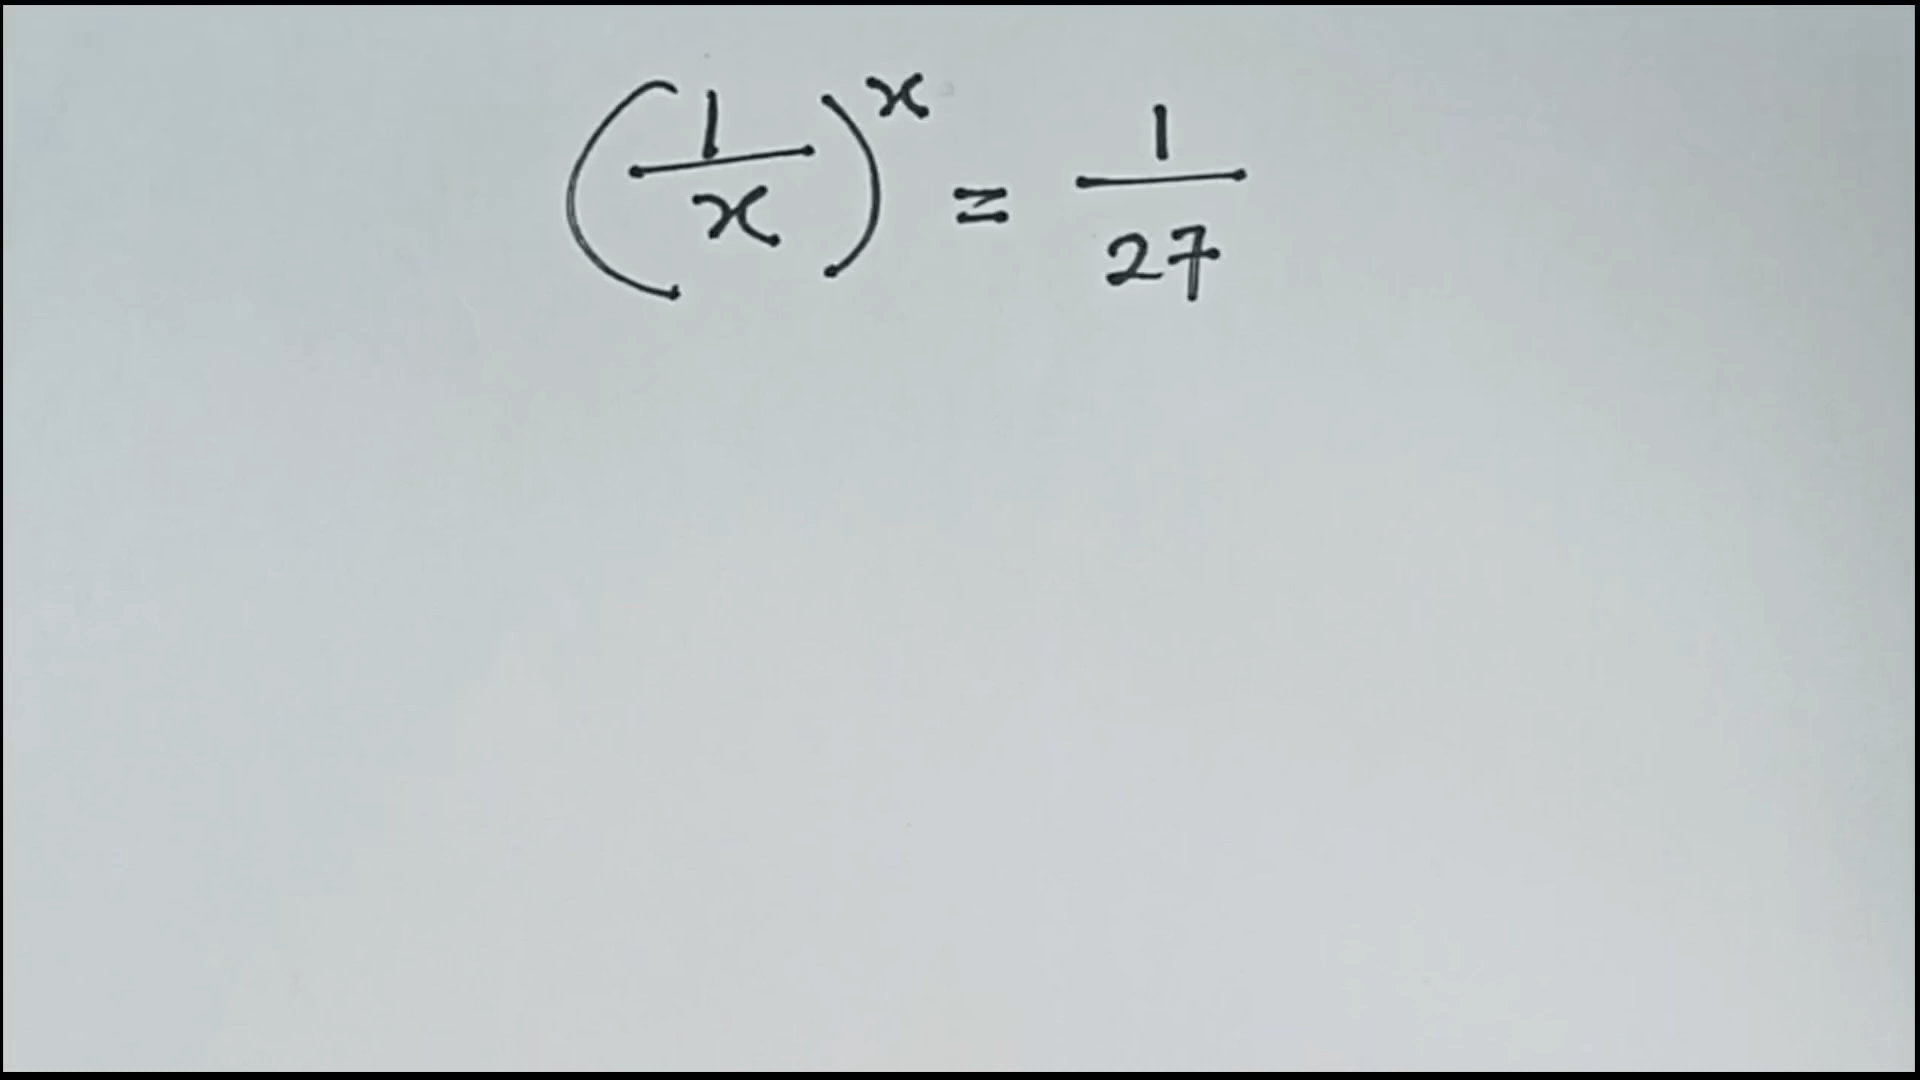 (1/x)^x = 1/27